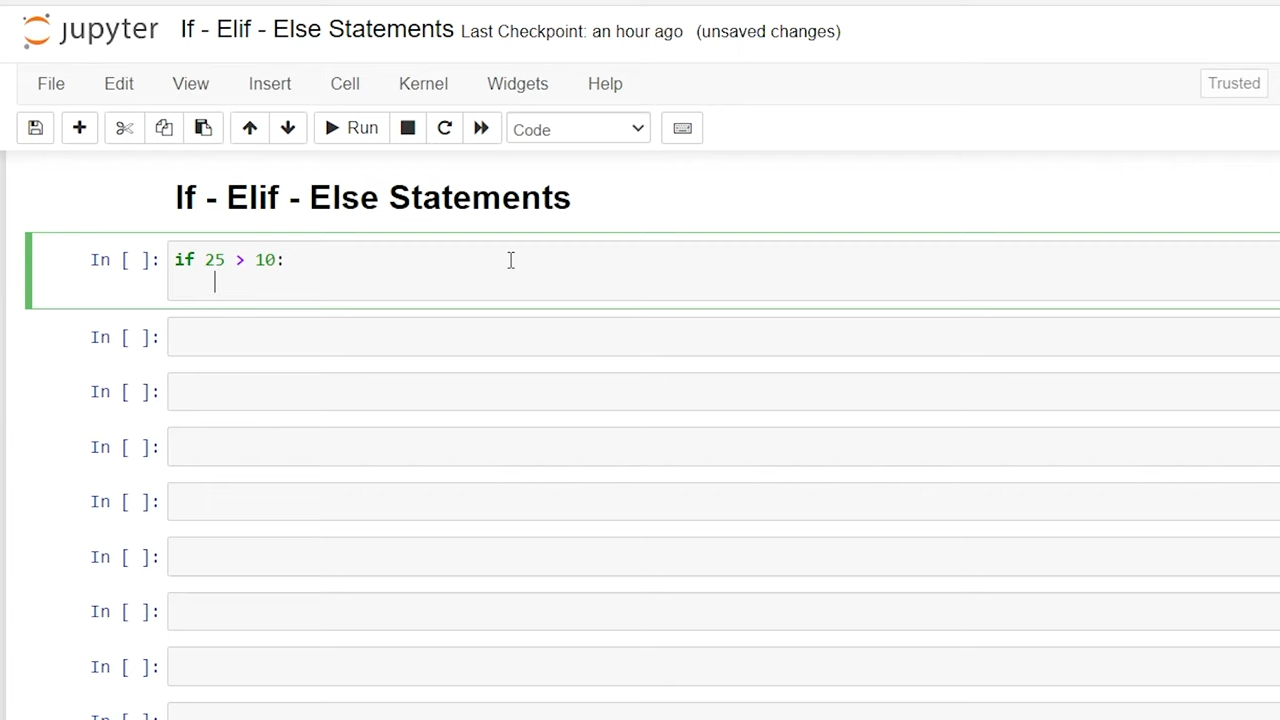 jupyter If - Elif - Else Statements Last Checkpoint: an hour ago (unsaved changes)
File Edit View Insert Cell Kernel Widgets Help Trusted
Run Code
If - Elif - Else Statements
In [ ]: if 25 > 10:
In [ ]:
In [ ]:
In [ ]:
In [ ]:
In [ ]:
In [ ]:
In [ ]:
In [ ]: